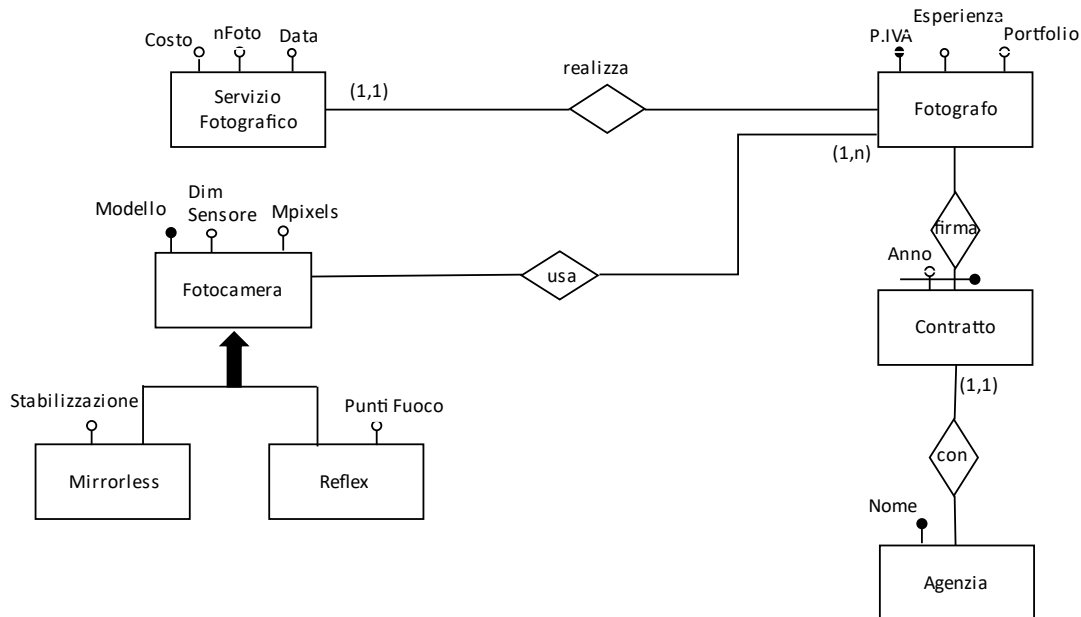 Costo
nFoto
Data
Esperienza
P.IVA
Portfolio
realizza
(1,1)
Servizio
Fotografico
Fotografo
(1,n)
Modello
Dim
Sensore
Mpixels
firma
Anno
usa
Fotocamera
Contratto
(1,1)
Stabilizzazione
Punti Fuoco
con
Mirrorless
Reflex
Nome
Agenzia